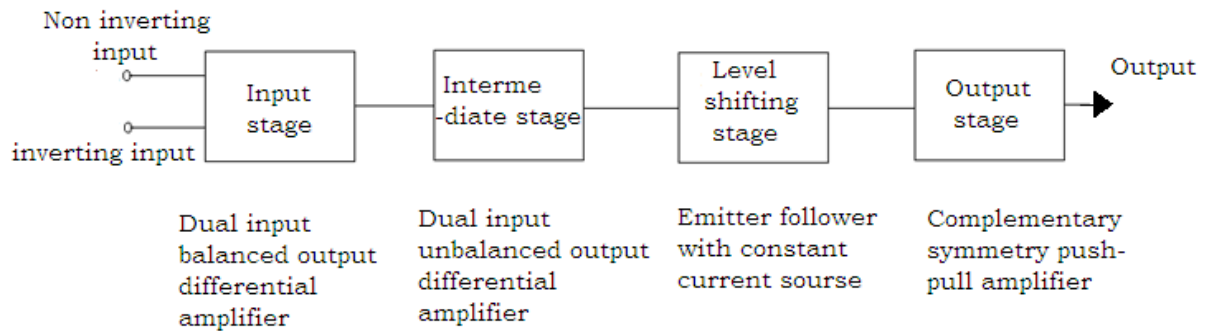 Non inverting
input
inverting input
Input
stage
Interme
-diate stage
Level
shifting
stage
Output
stage
Output
Dual input
balanced output
differential
amplifier
Dual input
unbalanced output
differential
amplifier
Emitter follower
with constant
current sourse
Complementary
symmetry push-
pull amplifier